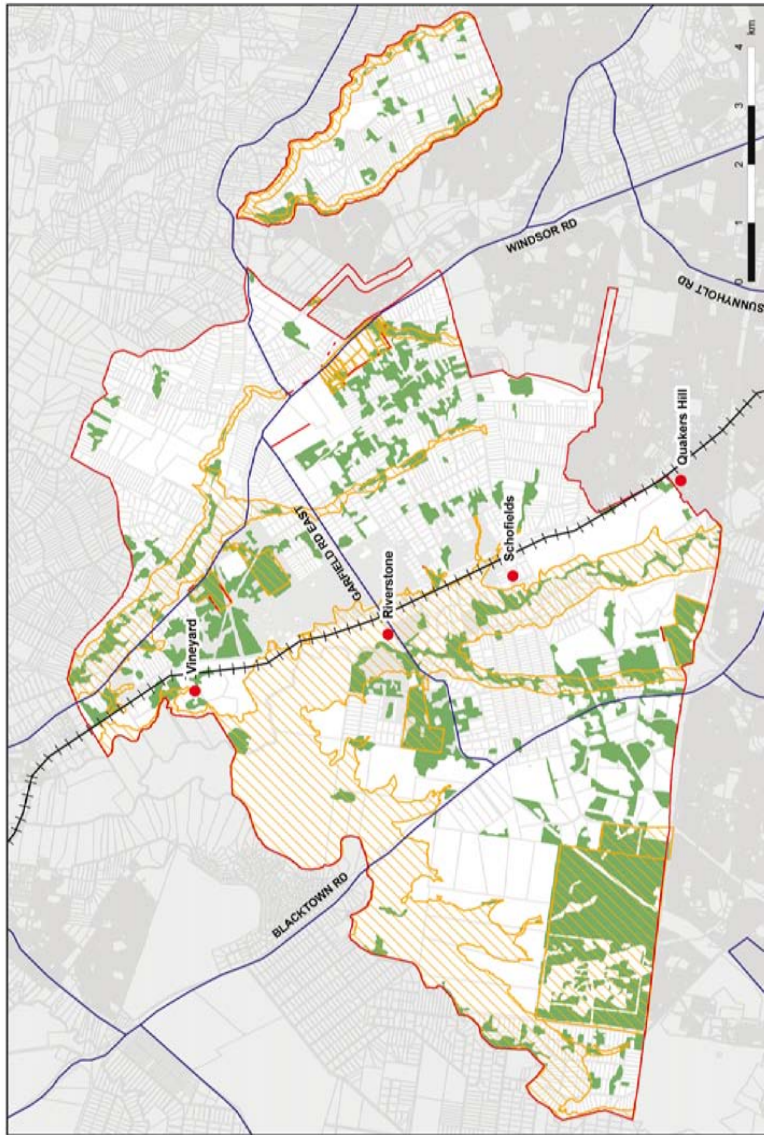 BLACKTOWN RD
Vineyard
GARFIELD RD EAST
Riverstone
Schofields
Quakers Hill
WINDSOR RD
SUNNYHOLT RD
0 1 2 3 4
km